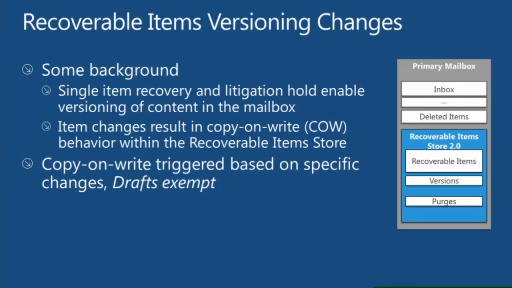 Recoverable Items Versioning Changes
Some background
Single item recovery and litigation hold enable
versioning of content in the mailbox
Item changes result in copy-on-write (COW)
behavior within the Recoverable Items Store
Copy-on-write triggered based on specific
changes, Drafts exempt
Primary Mailbox
Inbox
...
Deleted Items
Recoverable Items
Store 2.0
Recoverable Items
Versions
Purges